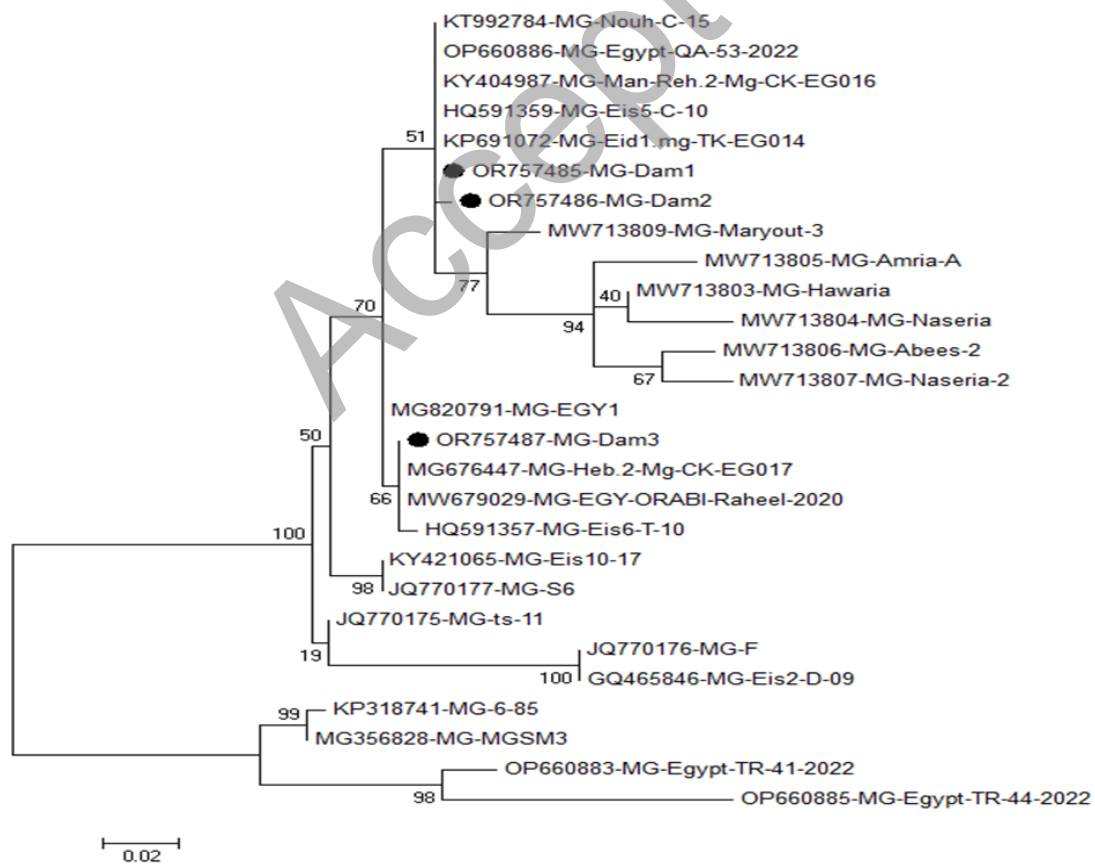 KT992784-MG-Nouh-C-15
OP660886-MG-Egypt-QA-53-2022
KY404987-MG-Man-Reh.2-Mg-CK-EG016
HQ591359-MG-Eis5-C-10
51
KP691072-MG-Eid1.mg-TK-EG014
OR757485-MG-Dam1
OR757486-MG-Dam2
MW713809-MG-Maryout-3
MW713805-MG-Amria-A
77
40
MW713803-MG-Hawaria
70
94
MW713804-MG-Naseria
MW713806-MG-Abees-2
67
MW713807-MG-Naseria-2
MG820791-MG-EGY1
50
OR757487-MG-Dam3
MG676447-MG-Heb.2-Mg-CK-EG017
66
MW679029-MG-EGY-ORABI-Raheel-2020
100
HQ591357-MG-Eis6-T-10
KY421065-MG-Eis10-17
98
JQ770177-MG-S6
JQ770175-MG-ts-11
19
JQ770176-MG-F
100
GQ465846-MG-Eis2-D-09
99
KP318741-MG-6-85
MG356828-MG-MGSM3
OP660883-MG-Egypt-TR-41-2022
98
OP660885-MG-Egypt-TR-44-2022
0.02
Accept